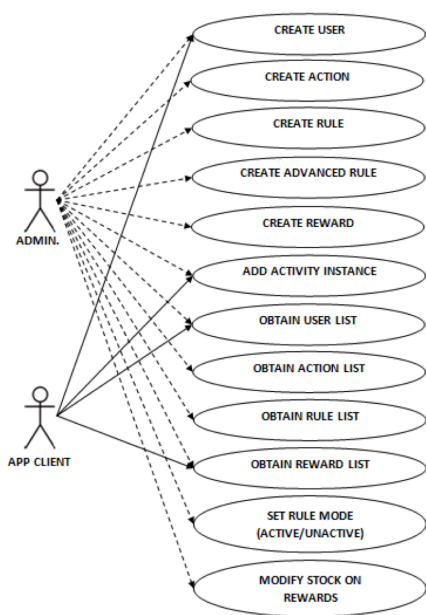 CREATE USER
CREATE ACTION
CREATE RULE
CREATE ADVANCED RULE
ADMIN.
CREATE REWARD
ADD ACTIVITY INSTANCE
OBTAIN USER LIST
OBTAIN ACTION LIST
OBTAIN RULE LIST
APP CLIENT
OBTAIN REWARD LIST
SET RULE MODE
(ACTIVE/UNACTIVE)
MODIFY STOCK ON
REWARDS